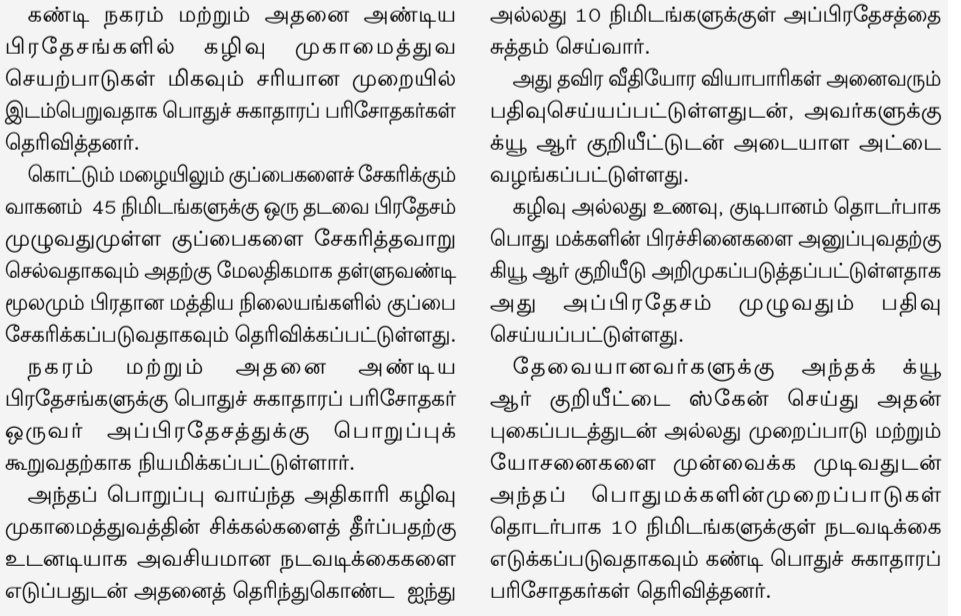 கண்டி நகரம் மற்றும் அதனை அண்டிய
பிரதேசங்களில் கழிவு முகாமைத்துவ
செயற்பாடுகள் மிகவும் சரியான முறையில்
இடம்பெறுவதாக பொதுச் சுகாதாரப் பரிசோதகர்கள்
தெரிவித்தனர்.
கொட்டும் மழையிலும் குப்பைகளைச் சேகரிக்கும்
வாகனம் 45 நிமிடங்களுக்கு ஒரு தடவை பிரதேசம்
முழுவதுமுள்ள குப்பைகளை சேகரித்தவாறு
செல்வதாகவும் அதற்கு மேலதிகமாக தள்ளுவண்டி
மூலமும் பிரதான மத்திய நிலையங்களில் குப்பை
சேகரிக்கப்படுவதாகவும் தெரிவிக்கப்பட்டுள்ளது.
நகரம் மற்றும் அதனை அண்டிய
பிரதேசங்களுக்கு பொதுச் சுகாதாரப் பரிசோதகர்
ஒருவர் அப்பிரதேசத்துக்கு பொறுப்புக்
கூறுவதற்காக நியமிக்கப்பட்டுள்ளார்.
அந்தப் பொறுப்பு வாய்ந்த அதிகாரி கழிவு
முகாமைத்துவத்தின் சிக்கல்களைத் தீர்ப்பதற்கு
உடனடியாக அவசியமான நடவடிக்கைகளை
எடுப்பதுடன் அதனைத் தெரிந்துகொண்ட ஐந்து
அல்லது 10 நிமிடங்களுக்குள் அப்பிரதேசத்தை
சுத்தம் செய்வார்.
அது தவிர வீதியோர வியாபாரிகள் அனைவரும்
பதிவுசெய்யப்பட்டுள்ளதுடன், அவர்களுக்கு
க்யூ ஆர் குறியீட்டுடன் அடையாள அட்டை
வழங்கப்பட்டுள்ளது.
கழிவு அல்லது உணவு, குடிபானம் தொடர்பாக
பொது மக்களின் பிரச்சினைகளை அனுப்புவதற்கு
கியூ ஆர் குறியீடு அறிமுகப்படுத்தப்பட்டுள்ளதாக
அது அப்பிரதேசம் முழுவதும் பதிவு
செய்யப்பட்டுள்ளது.
தேவையானவர்களுக்கு அந்தக் க்யூ
ஆர் குறியீட்டை ஸ்கேன் செய்து அதன்
புகைப்படத்துடன் அல்லது முறைப்பாடு மற்றும்
யோசனைகளை முன்வைக்க முடிவதுடன்
அந்தப் பொதுமக்களின்முறைப்பாடுகள்
தொடர்பாக 10 நிமிடங்களுக்குள் நடவடிக்கை
எடுக்கப்படுவதாகவும் கண்டி பொதுச் சுகாதாரப்
பரிசோதகர்கள் தெரிவித்தனர்.